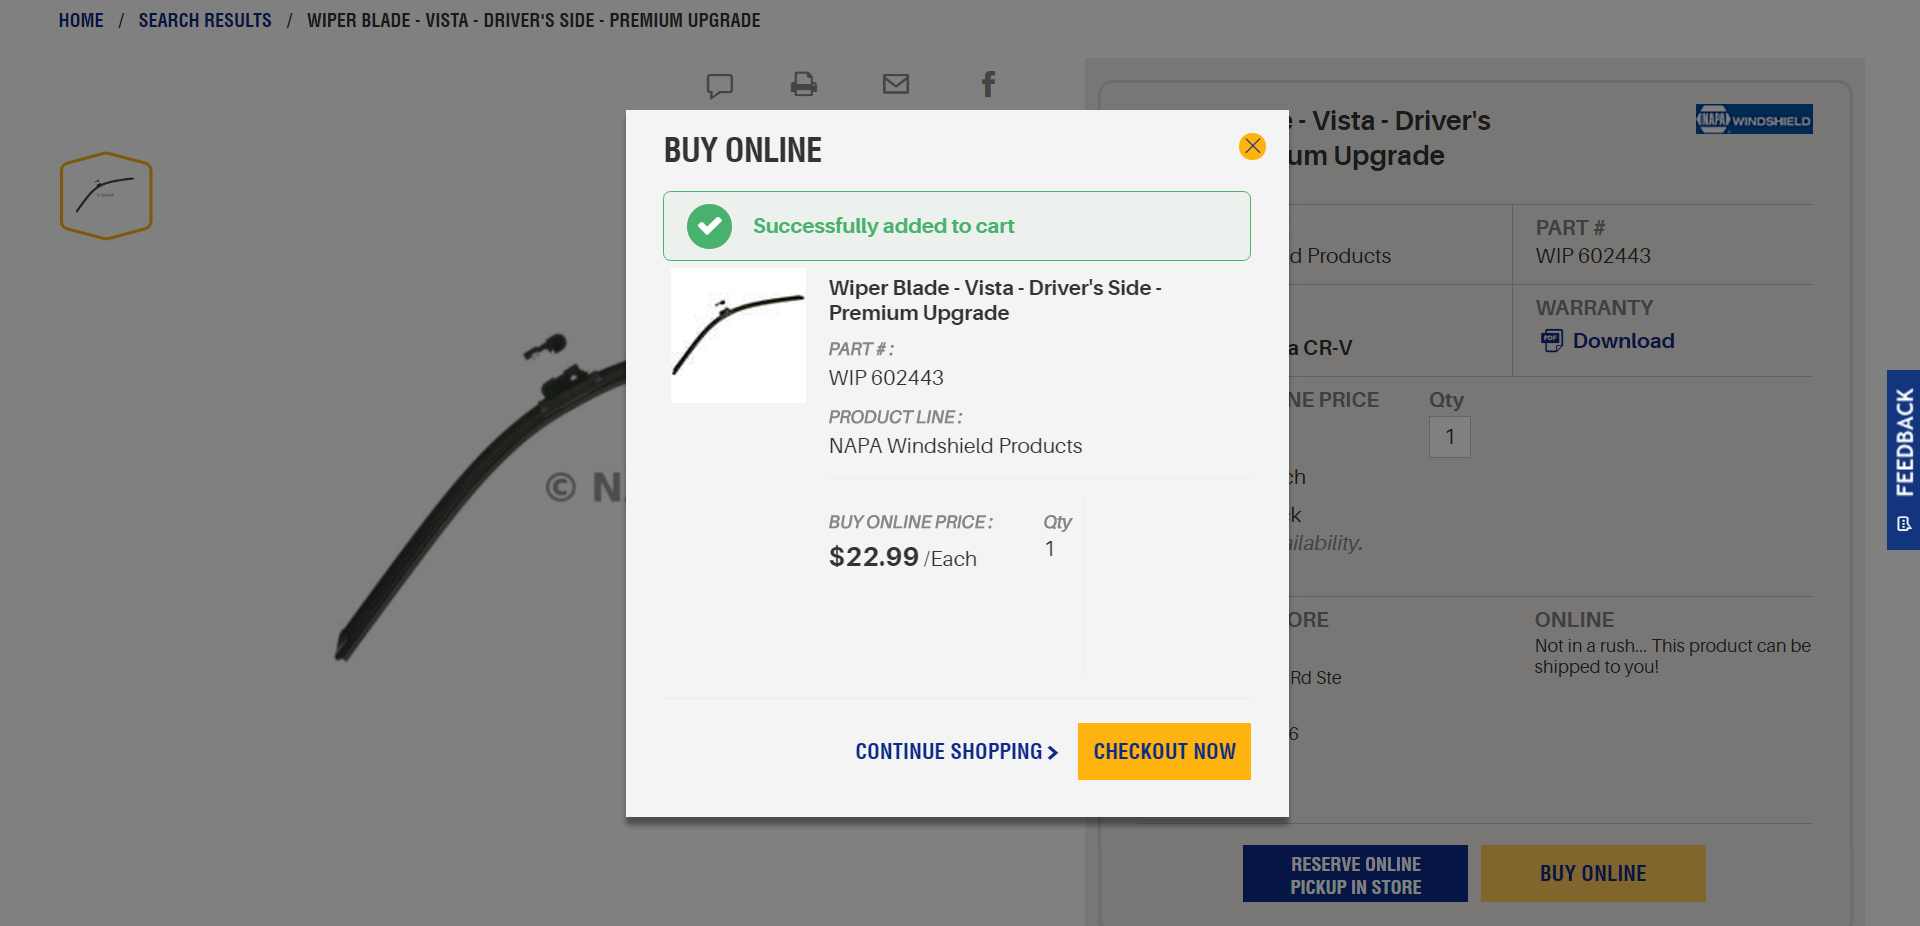 HOME / SEARCH RESULTS / WIPER BLADE - VISTA - DRIVER'S SIDE - PREMIUM UPGRADE
BUY ONLINE
Successfully added to cart
Wiper Blade - Vista - Driver's Side -
Premium Upgrade
PART # :
WIP 602443
PRODUCT LINE :
NAPA Windshield Products
BUY ONLINE PRICE :
Qty
$22.99 /Each
1
CONTINUE SHOPPING >
CHECKOUT NOW
©
- Vista - Driver's
um Upgrade
NAPA WINDSHIELD
PART #
d Products
WIP 602443
WARRANTY
a CR-V
Download
NE PRICE
Qty
1
ch
k
ailability.
ORE
Rd Ste
6
ONLINE
Not in a rush... This product can be
shipped to you!
RESERVE ONLINE
PICKUP IN STORE
BUY ONLINE
FEEDBACK